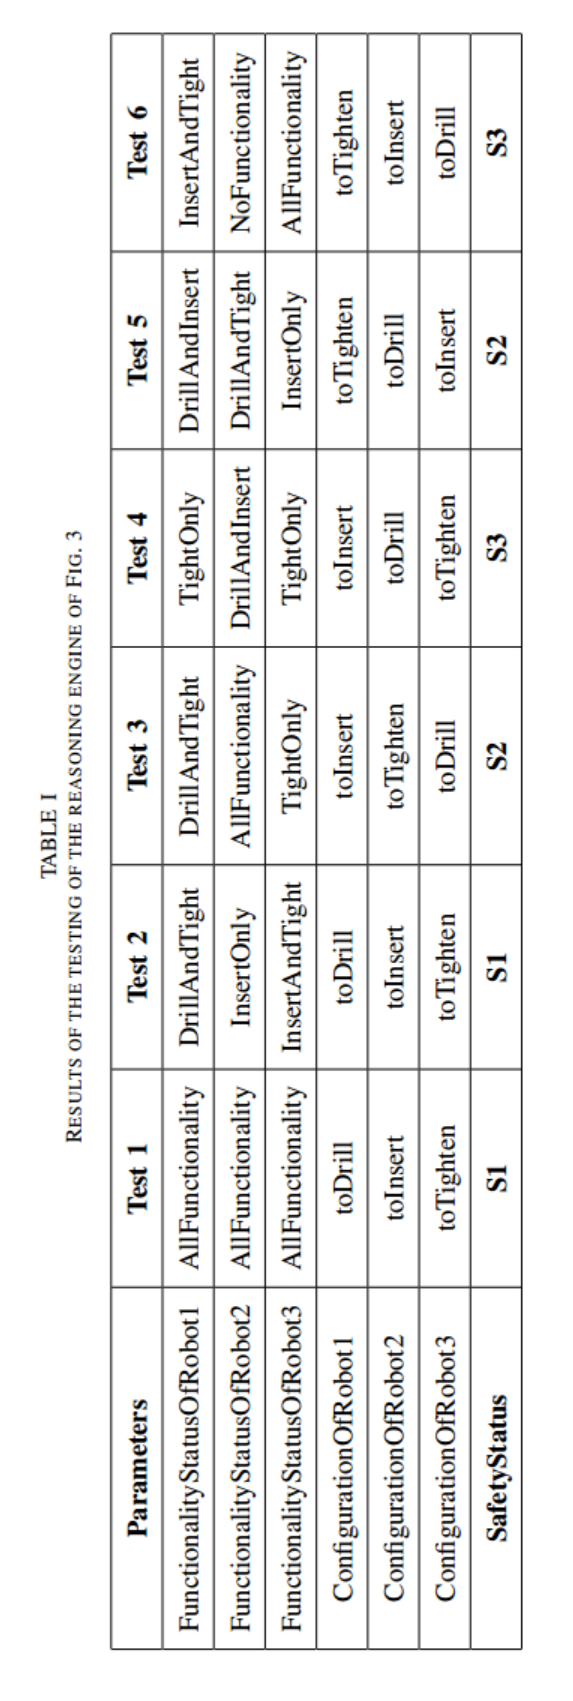 TABLE I
RESULTS OF THE TESTING OF THE REASONING ENGINE OF FIG. 3
Parameters Test 1 Test 2 Test 3 Test 4 Test 5 Test 6
FunctionalityStatusOfRobot1 AllFunctionality DrillAndTight DrillAndTight TightOnly DrillAndInsert InsertAndTight
FunctionalityStatusOfRobot2 AllFunctionality InsertOnly AllFunctionality DrillAndInsert DrillAndTight NoFunctionality
FunctionalityStatusOfRobot3 AllFunctionality InsertAndTight TightOnly TightOnly InsertOnly AllFunctionality
ConfigurationOfRobot1 toDrill toDrill toInsert toInsert toTighten toTighten
ConfigurationOfRobot2 toInsert toInsert toTighten toDrill toDrill toInsert
ConfigurationOfRobot3 toTighten toTighten toDrill toTighten toInsert toDrill
SafetyStatus S1 S1 S2 S3 S2 S3